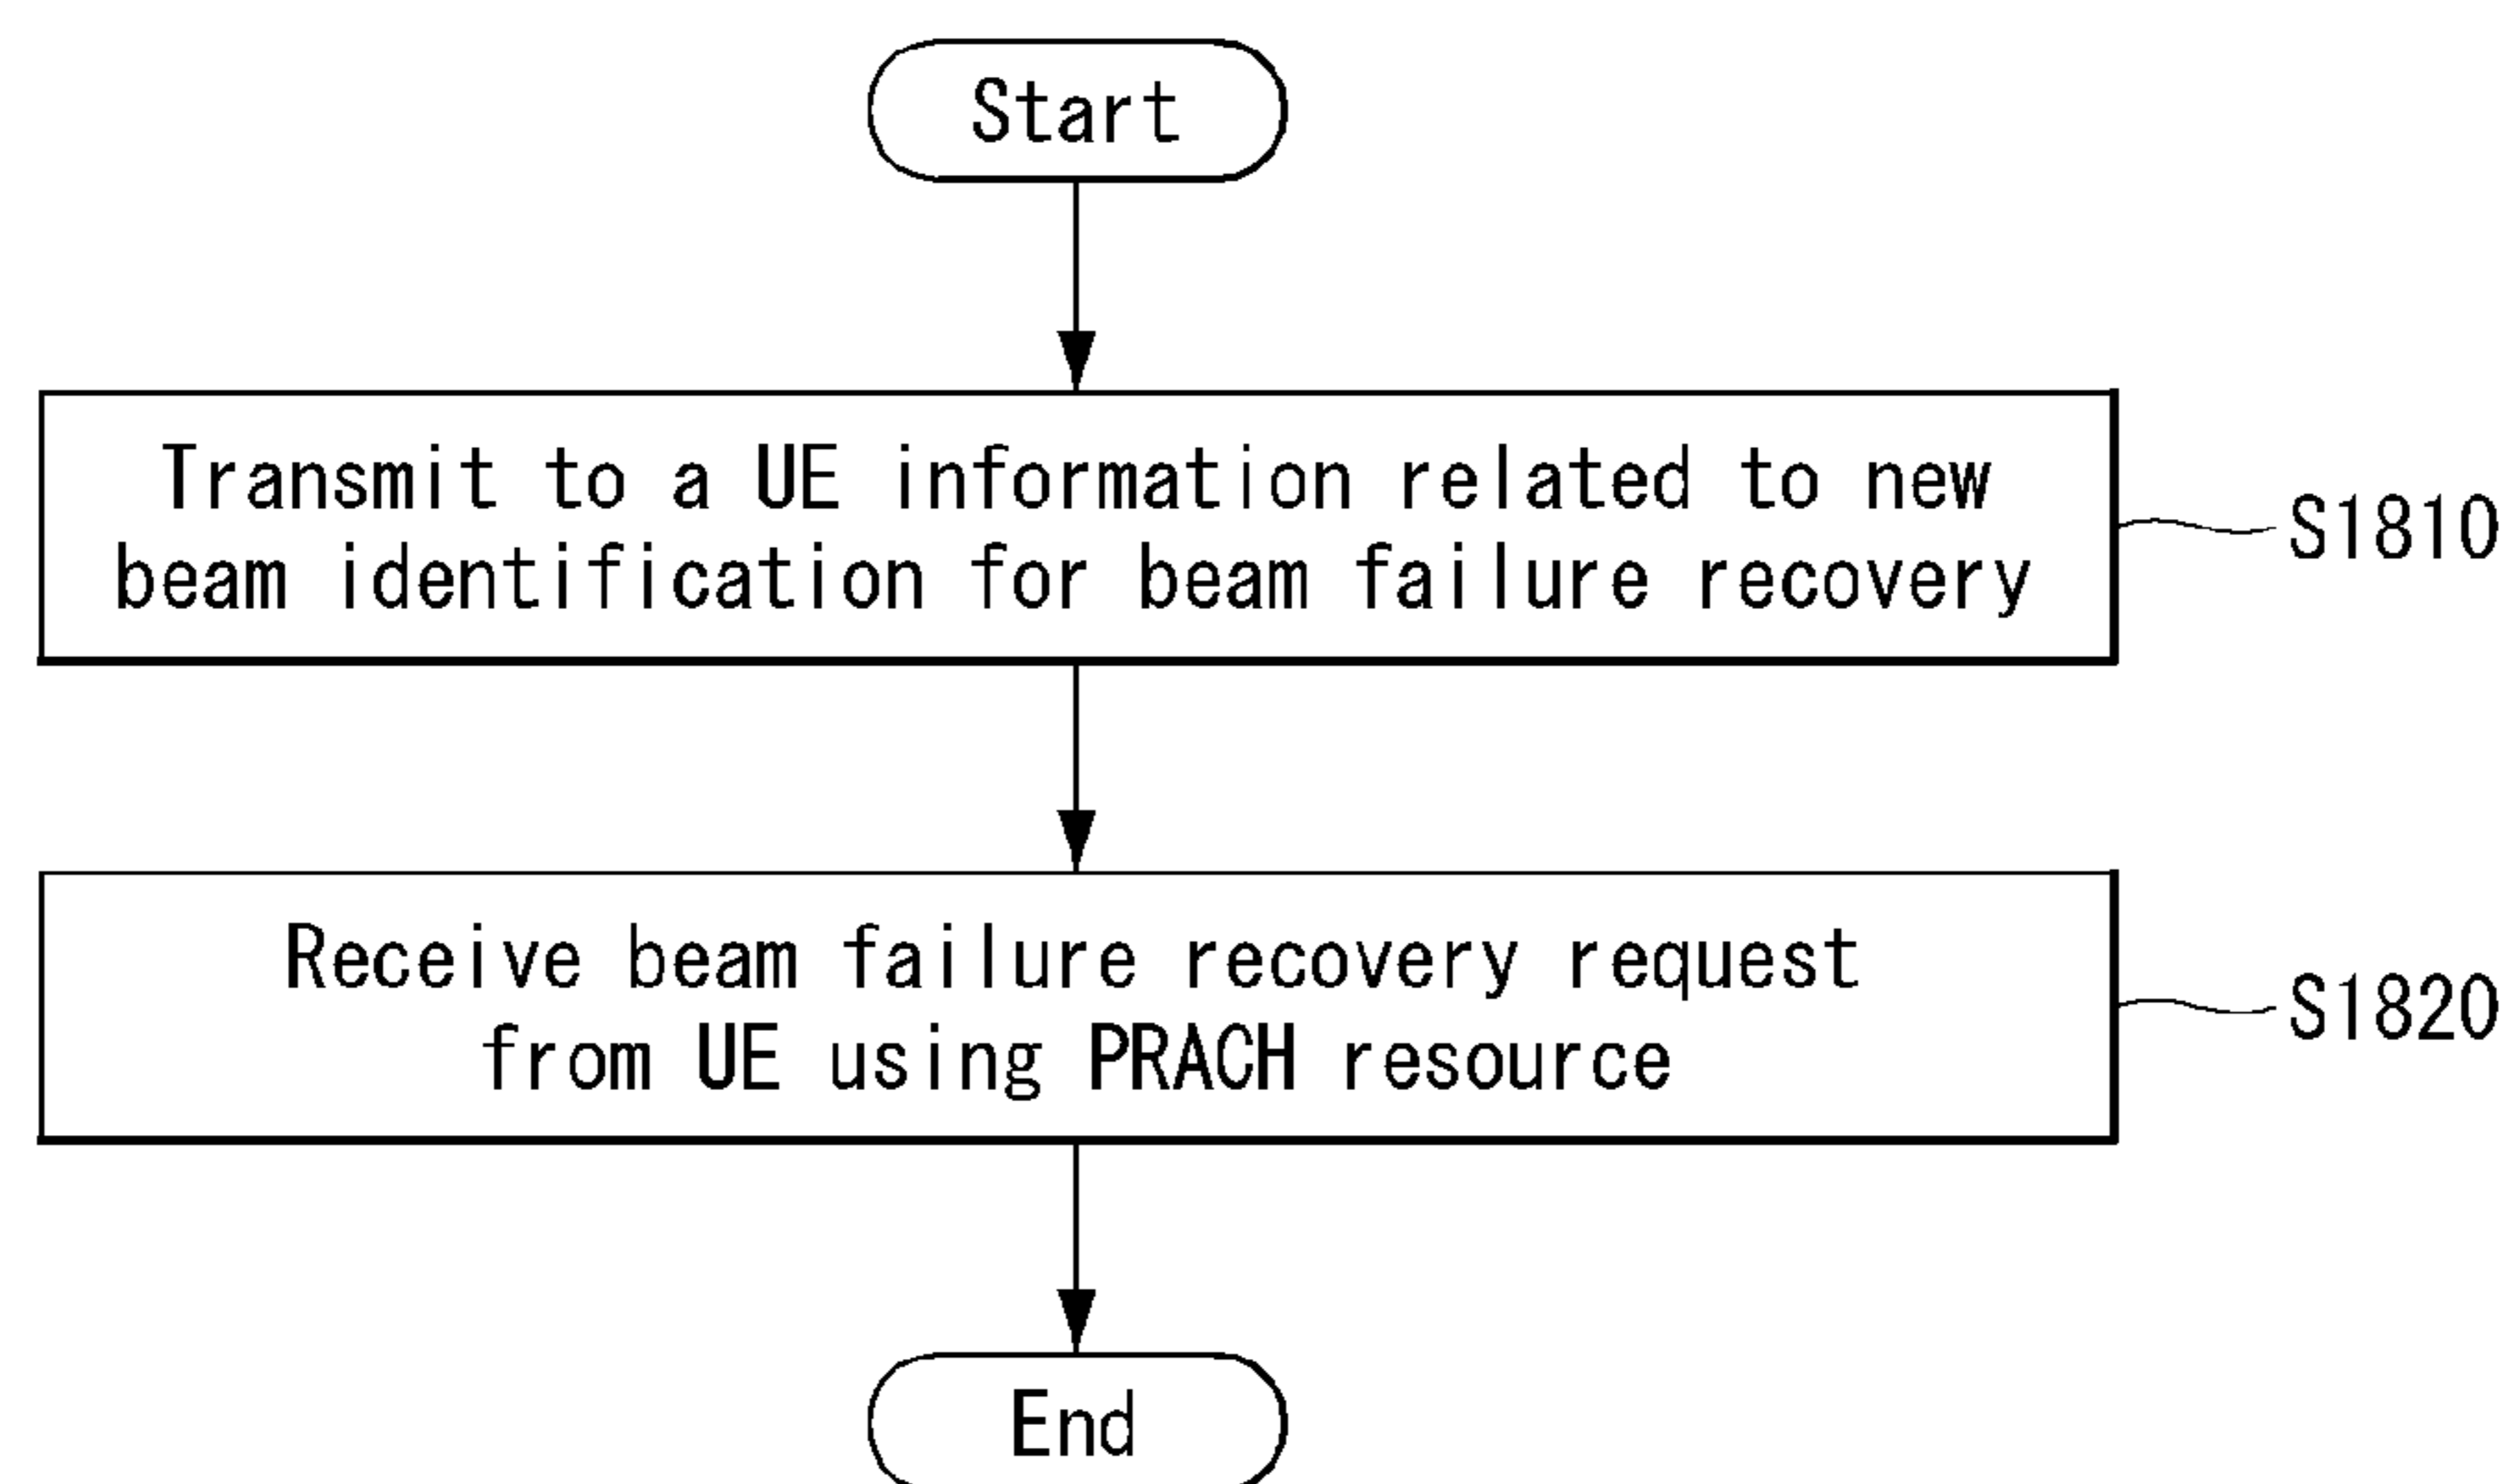 Start
Transmit to a UE information related to new
beam identification for beam failure recovery
S1810
Receive beam failure recovery request
from UE using PRACH resource
S1820
End